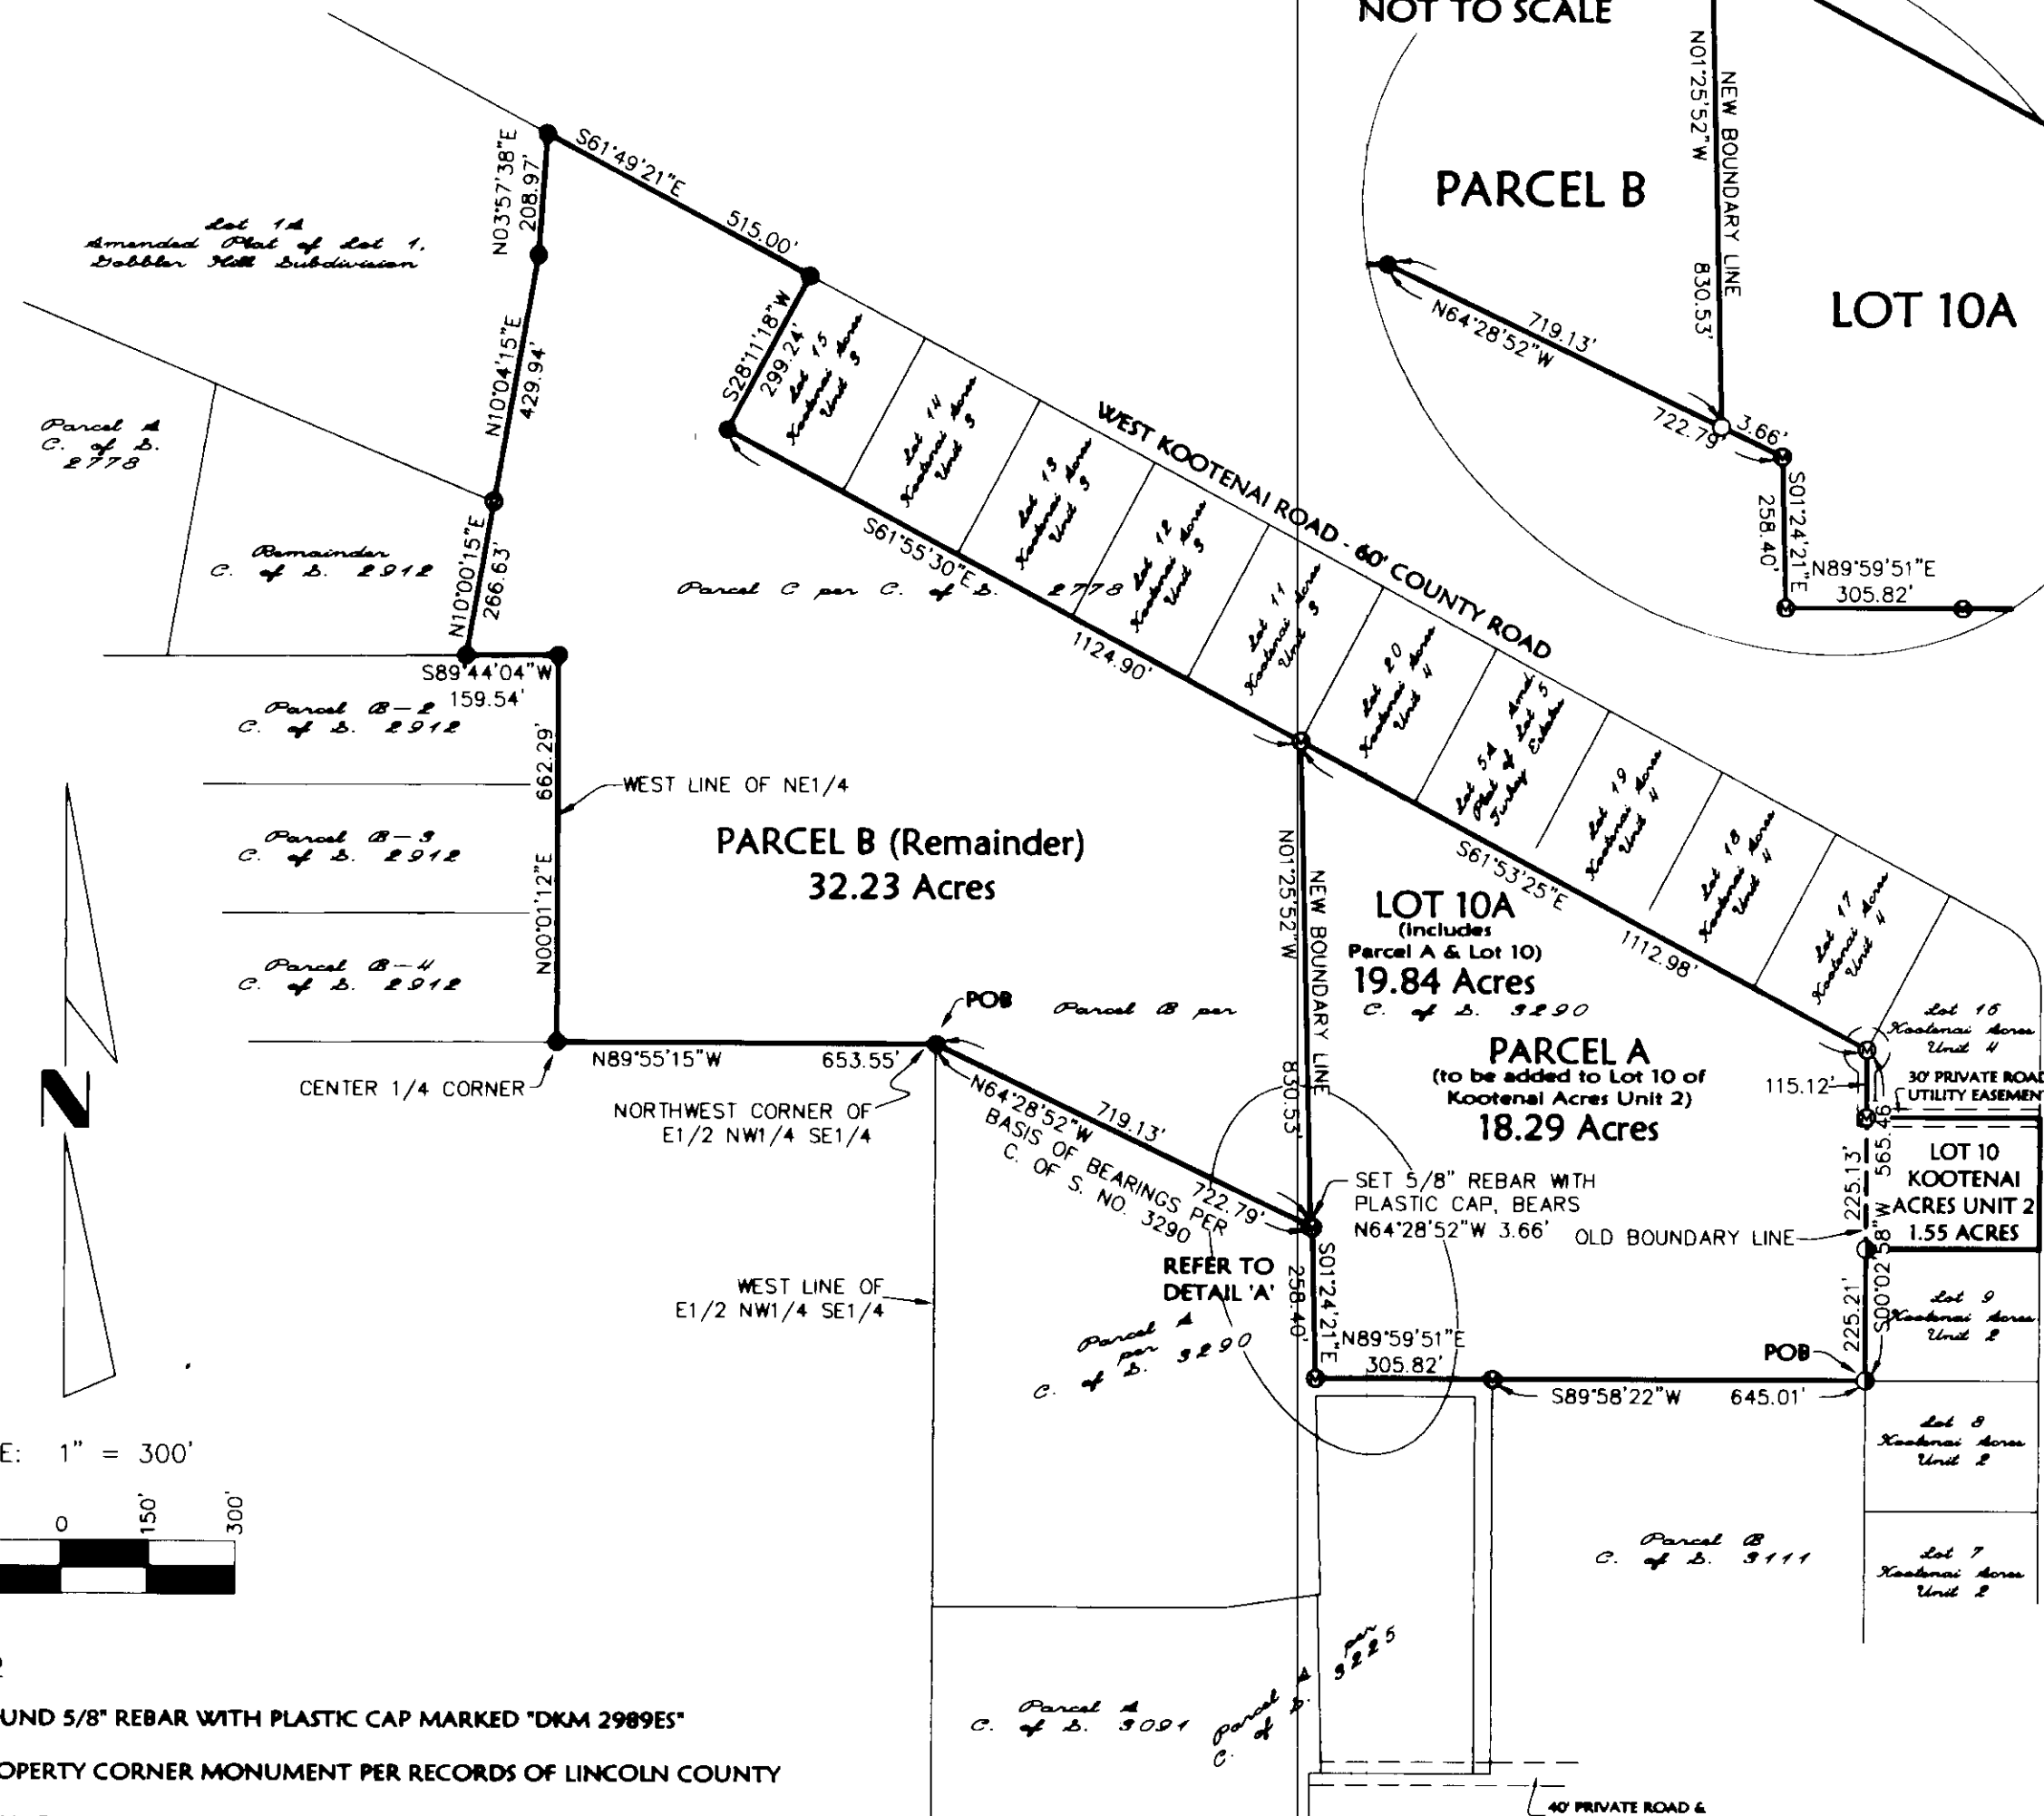 NOT TO SCALE
N01°25'52"W
NEW BOUNDARY LINE
830.53'
PARCEL B
LOT 10A
719.13'
N64°28'52"W
722.79'
3.66'
S01°24'21"E
258.40'
N89°59'51"E
305.82'
N03°57'38"E
208.97'
S61°49'21"E
515.00'
Lot 1A
Amended Plat of Lot 1,
Gobbler Hill Subdivision
N10°04'15"E
429.94'
S28°11'18"W
299.24'
Lot 15
Kootenai Acres
Unit 3
Lot 14
Kootenai Acres
Unit 3
Lot 13
Kootenai Acres
Unit 3
Lot 12
Kootenai Acres
Unit 3
Lot 11
Kootenai Acres
Unit 3
Lot 20
Kootenai Acres
Unit 4
Lot 5A Amd.
Plat of Lot 5
Turkey Estates
Lot 19
Kootenai Acres
Unit 4
Lot 18
Kootenai Acres
Unit 4
Lot 17
Kootenai Acres
Unit 4
Lot 16
Kootenai Acres
Unit 4
WEST KOOTENAI ROAD - 60' COUNTY ROAD
Parcel A
C. of S.
2778
Remainder
C. of S. 2912
N10°00'15"E
266.63'
S61°55'30"E
1124.90'
Parcel C per C. of S. 2778
S89°44'04"W
159.54'
Parcel B-2
C. of S. 2912
Parcel B-3
C. of S. 2912
Parcel B-4
C. of S. 2912
662.29'
N00°01'12"E
WEST LINE OF NE1/4
PARCEL B (Remainder)
32.23 Acres
N01°25'52"W
NEW BOUNDARY LINE
830.53'
S61°53'25"E
1112.98'
LOT 10A
(includes
Parcel A & Lot 10)
19.84 Acres
Parcel B per
C. of S. 3290
PARCEL A
(to be added to Lot 10 of
Kootenai Acres Unit 2)
18.29 Acres
POB
N89°55'15"W
653.55'
CENTER 1/4 CORNER
NORTHWEST CORNER OF
E1/2 NW1/4 SE1/4
N64°28'52"W
719.13'
BASIS OF BEARINGS PER
C. OF S. NO. 3290
722.79'
SET 5/8" REBAR WITH
PLASTIC CAP, BEARS
N64°28'52"W 3.66'
OLD BOUNDARY LINE
115.12'
30' PRIVATE ROAD
UTILITY EASEMENT
565.46'
225.13'
S00°02'58"W
225.21'
LOT 10
KOOTENAI
ACRES UNIT 2
1.55 ACRES
Lot 9
Kootenai Acres
Unit 2
Lot 8
Kootenai Acres
Unit 2
Lot 7
Kootenai Acres
Unit 2
REFER TO
DETAIL 'A'
WEST LINE OF
E1/2 NW1/4 SE1/4
S01°24'21"E
258.40'
Parcel A
per
C. of S. 3290
N89°59'51"E
305.82'
POB
S89°58'22"W
645.01'
N
E: 1" = 300'
0
150'
300'
Parcel B
C. of S. 3111
Parcel A
C. of S. 3091
Parcel A per
C. of S. 3225
UND 5/8" REBAR WITH PLASTIC CAP MARKED "DKM 2989ES"
OPERTY CORNER MONUMENT PER RECORDS OF LINCOLN COUNTY
40' PRIVATE ROAD &